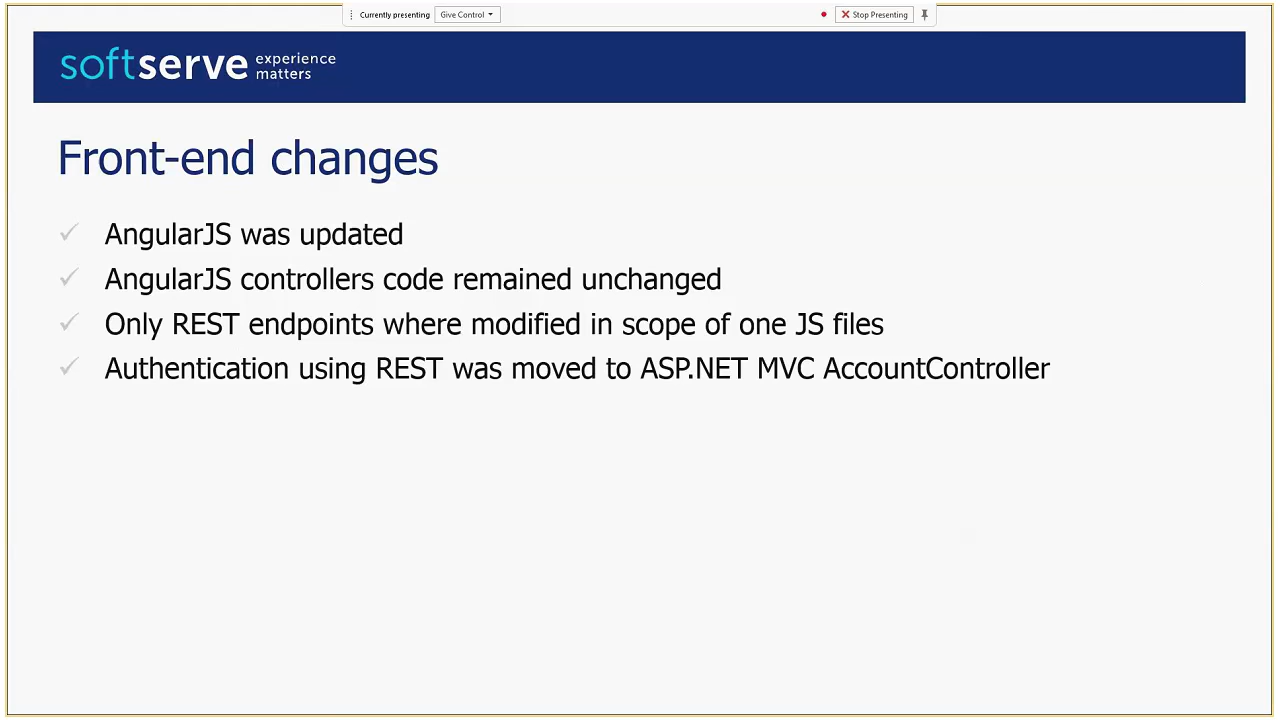 Currently presenting Give Control Stop Presenting
softserve experience matters
Front-end changes
AngularJS was updated
AngularJS controllers code remained unchanged
Only REST endpoints where modified in scope of one JS files
Authentication using REST was moved to ASP.NET MVC AccountController